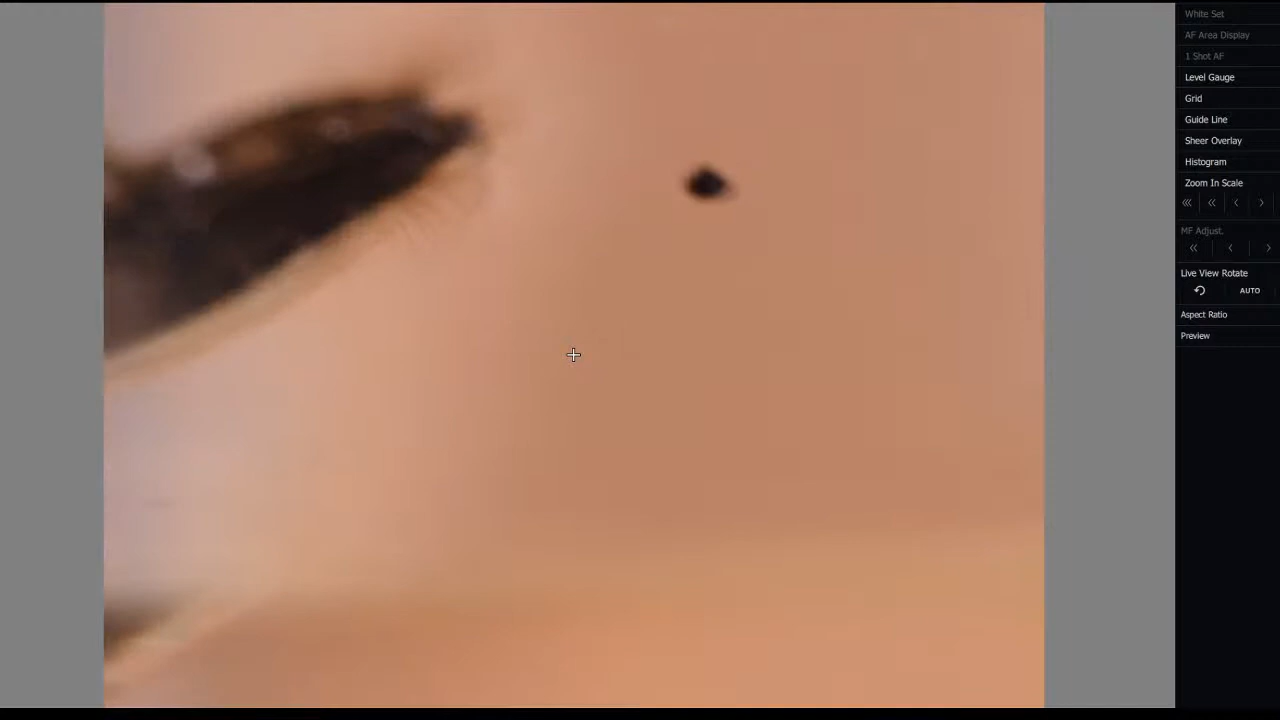 White Set
AF Area Display
1 Shot AF
Level Gauge
Grid
Guide Line
Sheer Overlay
Histogram
Zoom In Scale
MF Adjust.
Live View Rotate
AUTO
Aspect Ratio
Preview